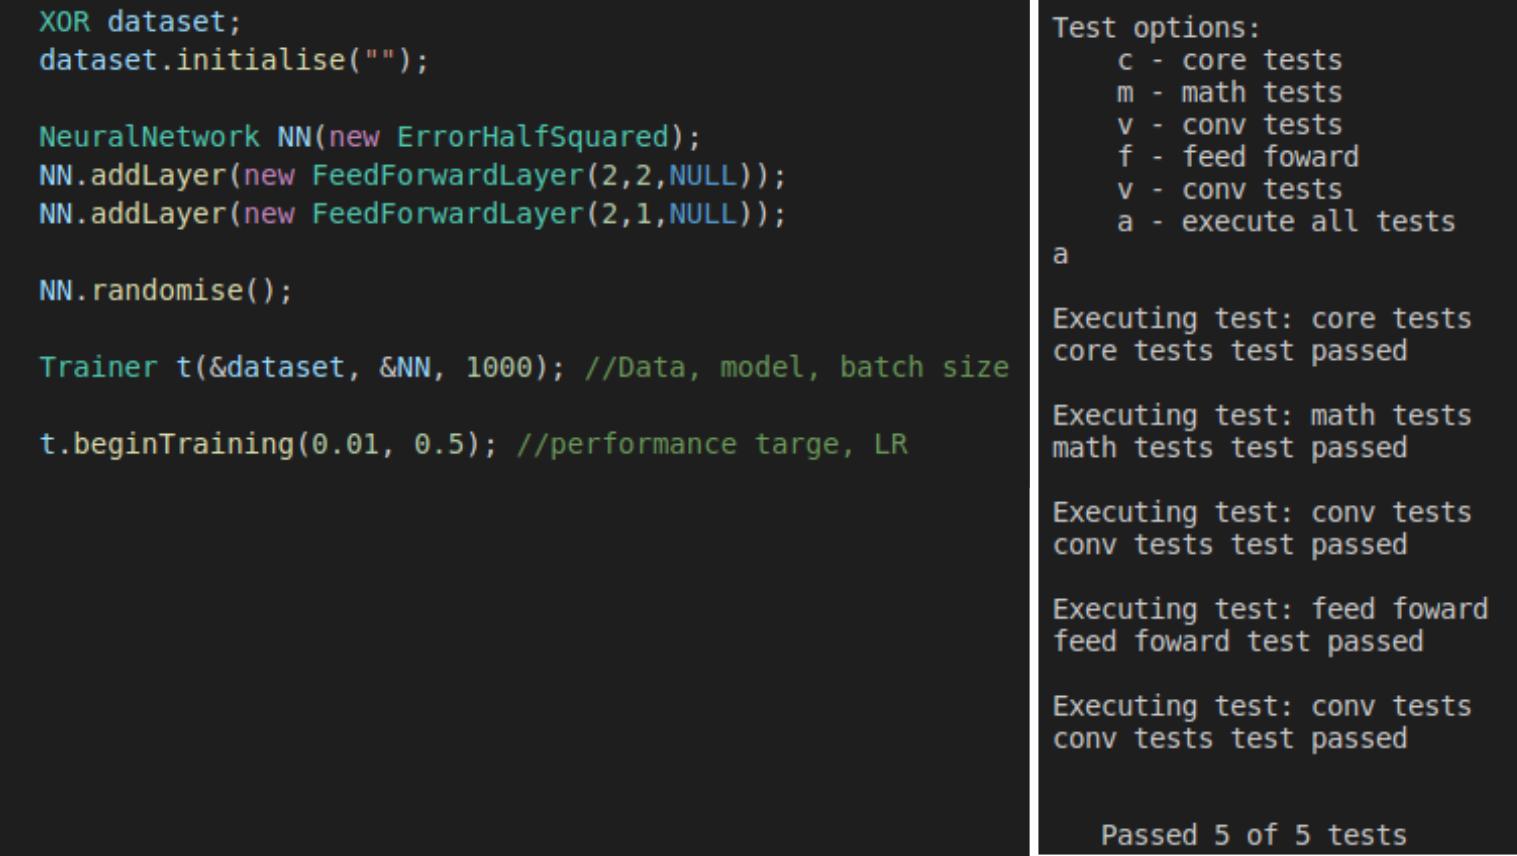 XOR dataset;
dataset.initialise("");
NeuralNetwork NN(new ErrorHalfSquared);
NN.addLayer(new FeedForwardLayer(2,2,NULL));
NN.addLayer(new FeedForwardLayer(2,1,NULL));
NN.randomise();
Trainer t(&dataset, &NN, 1000); //Data, model, batch size
t.beginTraining(0.01, 0.5); //performance targe, LR
Test options:
c - core tests
m - math tests
v - conv tests
f - feed foward
v - conv tests
a - execute all tests
a
Executing test: core tests
core tests test passed
Executing test: math tests
math tests test passed
Executing test: conv tests
conv tests test passed
Executing test: feed foward
feed foward test passed
Executing test: conv tests
conv tests test passed
Passed 5 of 5 tests